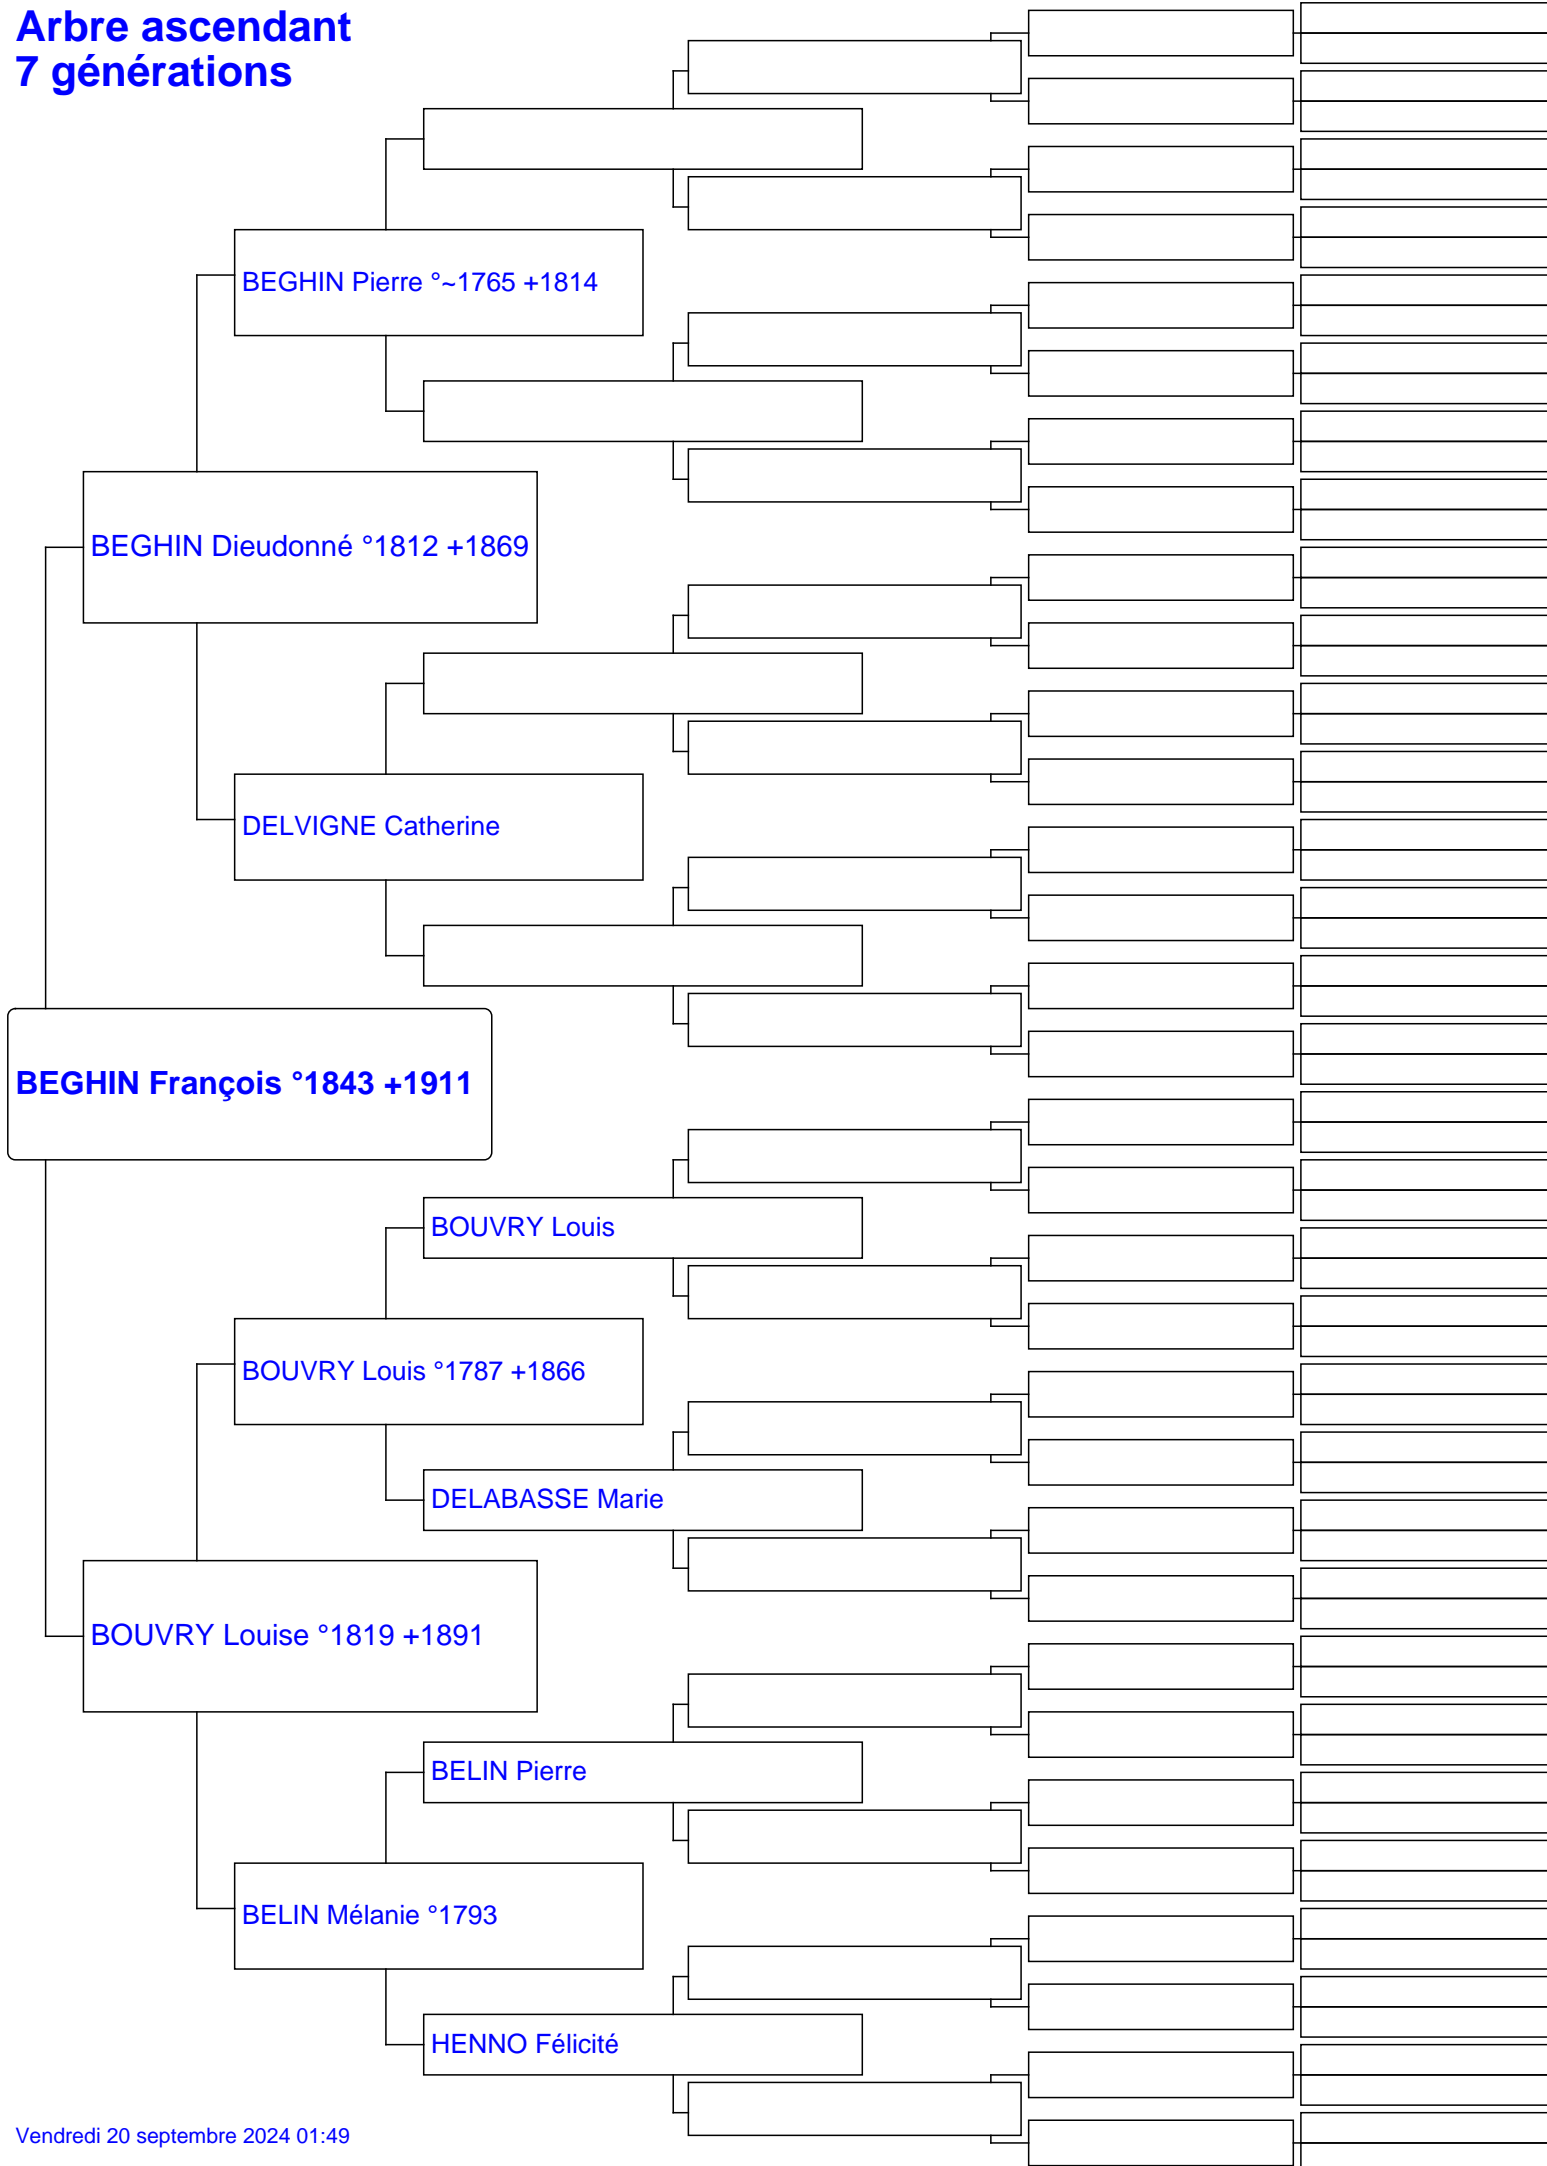 Arbre ascendant
7 générations
BEGHIN Pierre °~1765 +1814
BEGHIN Dieudonné °1812 +1869
DELVIGNE Catherine
BEGHIN François °1843 +1911
BOUVRY Louis
BOUVRY Louis °1787 +1866
DELABASSE Marie
BOUVRY Louise °1819 +1891
BELIN Pierre
BELIN Mélanie °1793
HENNO Félicité
Vendredi 20 septembre 2024 01:49